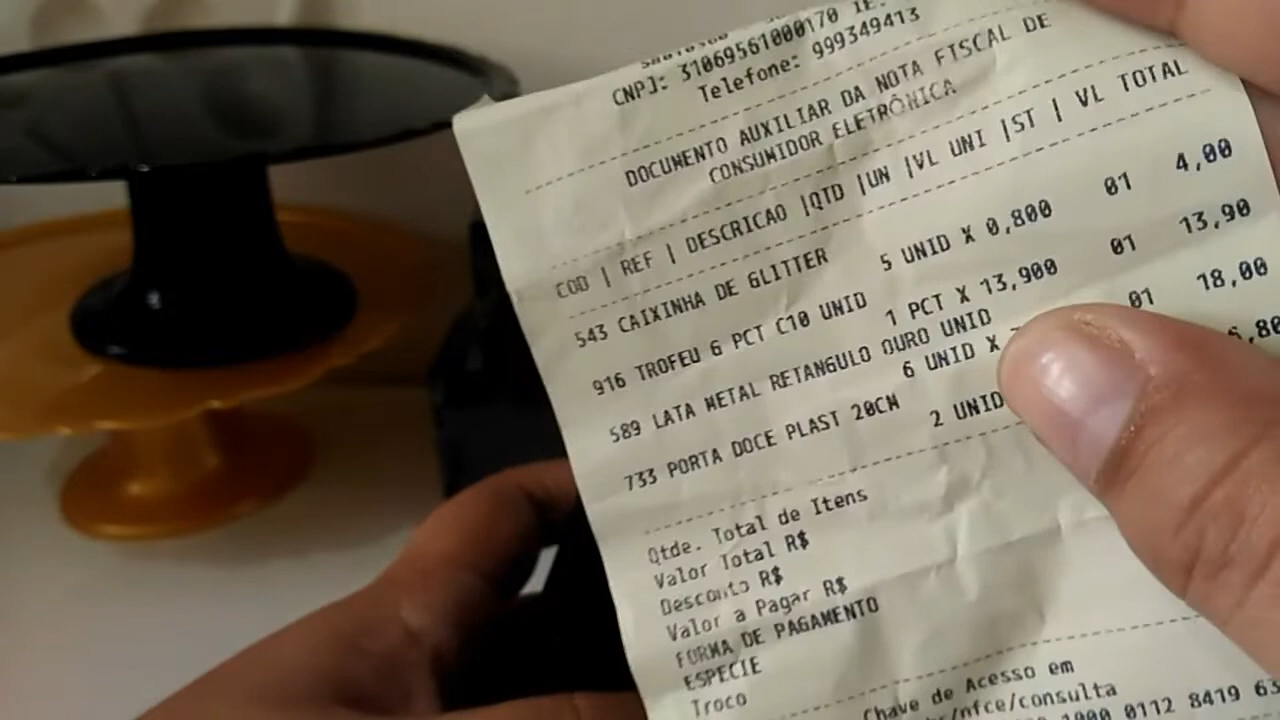 CNPJ: 31069561000170 IE:
Telefone: 999349413
DOCUMENTO AUXILIAR DA NOTA FISCAL DE
CONSUMIDOR ELETRÔNICA
COD | REF | DESCRICAO |QTD |UN |VL UNI |ST | VL TOTAL
543 CAIXINHA DE GLITTER
5 UNID X 0,800 01 4,00
916 TROFEU G PCT C10 UNID
1 PCT X 13,900 01 13,90
589 LATA METAL RETANGULO OURO UNID
6 UNID X 01 18,00
733 PORTA DOCE PLAST 20CM
2 UNID 6,80
Qtde. Total de Itens
Valor Total R$
Desconto R$
Valor a Pagar R$
FORMA DE PAGAMENTO
ESPECIE
Troco
Chave de Acesso em
/nfce/consulta
1000 0112 8419 63